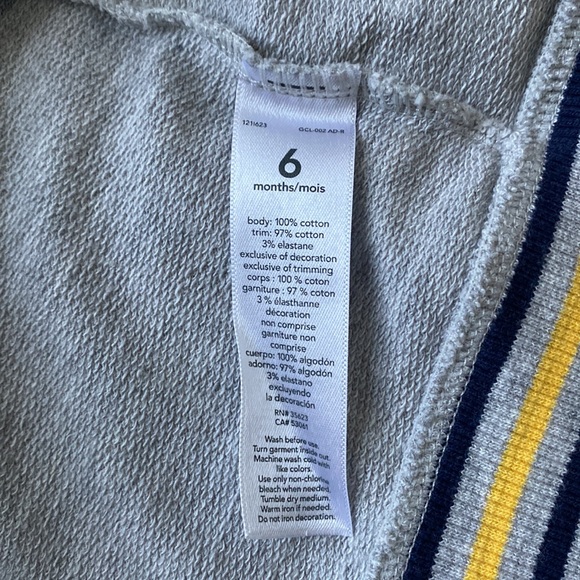 121i623 GCL-002 AD-R
6
months/mois
body: 100% cotton
trim: 97% cotton
3% elastane
exclusive of decoration
exclusive of trimming
corps : 100 % coton
garniture : 97 % coton
3 % élasthanne
décoration
non comprise
garniture non
comprise
cuerpo: 100% algodón
adorno: 97% algodón
3% elastano
excluyendo
la decoración
RN# 35623
CA# 53061
Wash before use.
Turn garment inside out.
Machine wash cold with
like colors.
Use only non-chlorine
bleach when needed.
Tumble dry medium.
Warm iron if needed.
Do not iron decoration.